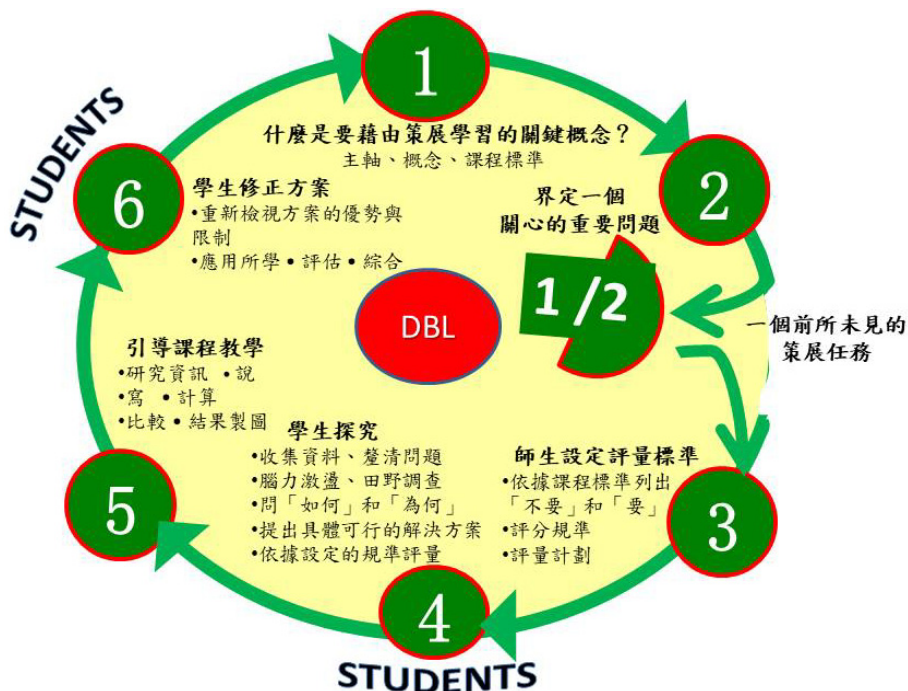 1
什麼是要藉由策展學習的關鍵概念？
主軸、概念、課程標準
2
界定一個
關心的重要問題
1/2
一個前所未見的
策展任務
3
師生設定評量標準
•依據課程標準列出
「不要」和「要」
•評分規準
•評量計劃
4
STUDENTS
學生探究
•收集資料、釐清問題
•腦力激盪、田野調查
•問「如何」和「為何」
•提出具體可行的解決方案
•依據設定的規準評量
5
引導課程教學
•研究資訊 •說
•寫 •計算
•比較•結果製圖
6
STUDENTS
學生修正方案
•重新檢視方案的優勢與
限制
•應用所學•評估•綜合
DBL